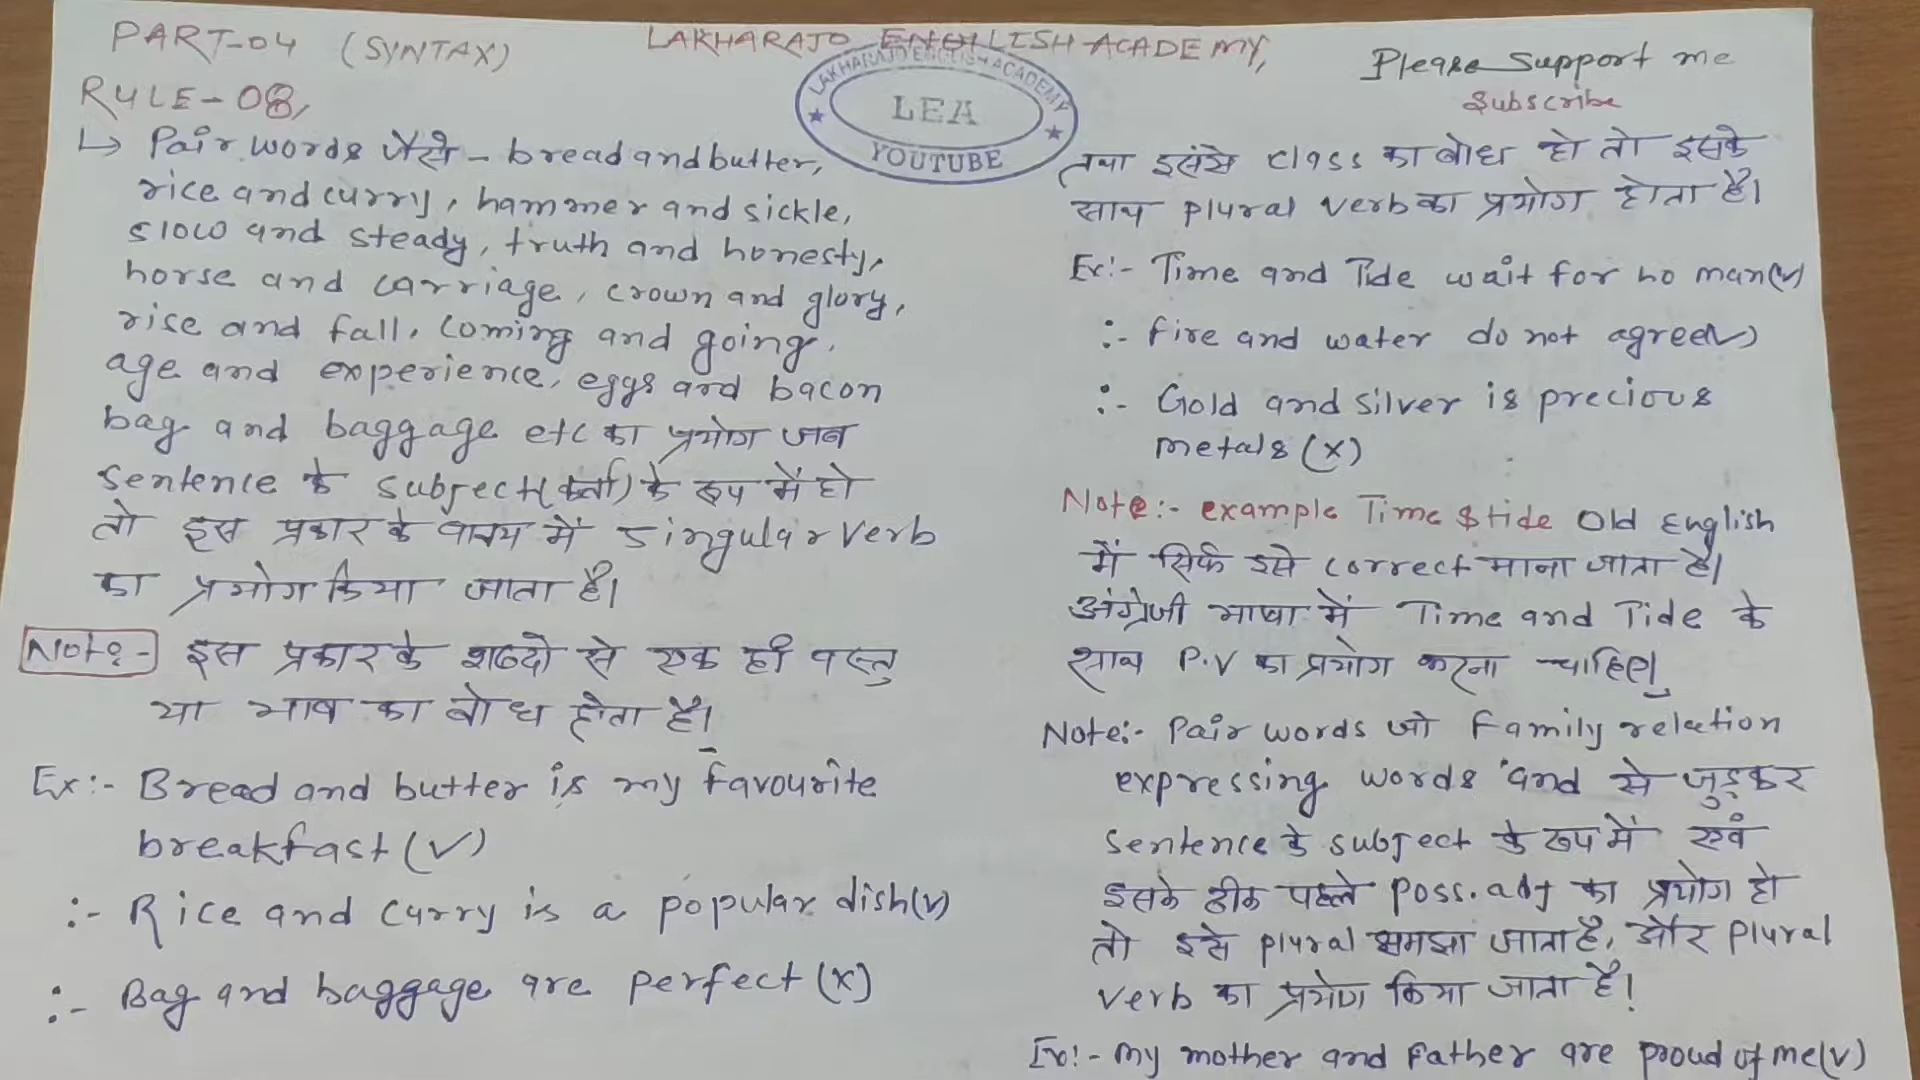 PART-04 (SYNTAX)
LAKHARAJO ENGLISH ACADEMY,
Please Support me
Subscribe
LAKHARAJO ENGLISH ACADEMY
LEA
YOUTUBE
RULE-08,
↳ Pair words जैसे - bread and butter,
rice and curry, hammer and sickle,
slow and steady, truth and honesty,
horse and carriage, crown and glory,
rise and fall, coming and going,
age and experience, eggs and bacon
bag and baggage etc का प्रयोग जब
sentence के subject(कर्ता) के रूप में हो
तो इस प्रकार के वाक्य में singular verb
का प्रयोग किया जाता है।
Note:- इस प्रकार के शब्दो से एक ही वस्तु
या भाव का बोध होता है।
Ex:- Bread and butter is my favourite
breakfast (✓)
:- Rice and curry is a popular dish(✓)
:- Bag and baggage are perfect (x)
तथा इससे class का बोध हो तो इसके
साथ plural verb का प्रयोग होता है।
Ex:- Time and Tide wait for no man(✓)
:- fire and water do not agree(✓)
:- Gold and silver is precious
metals (x)
Note:- example Time & tide Old English
में सिर्फ इसे correct माना जाता है।
अंग्रेजी भाषा में Time and Tide के
साथ P.V का प्रयोग करना चाहिए।
Note:- Pair words जो Family relation
expressing words and से जुड़कर
sentence के subject के रूप में एवं
इसके ठीक पहले poss. adj का प्रयोग हो
तो इसे plural समझा जाता है, और plural
verb का प्रयोग किया जाता है।
Ex:- My mother and father are proud of me(✓)